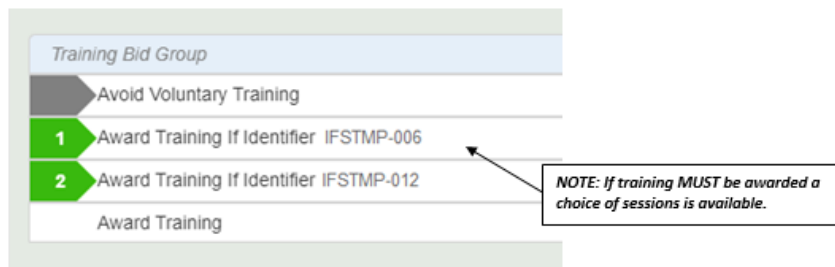 Training Bid Group
Avoid Voluntary Training
1 Award Training If Identifier IFSTMP-006
2 Award Training If Identifier IFSTMP-012
Award Training
NOTE: If training MUST be awarded a
choice of sessions is available.